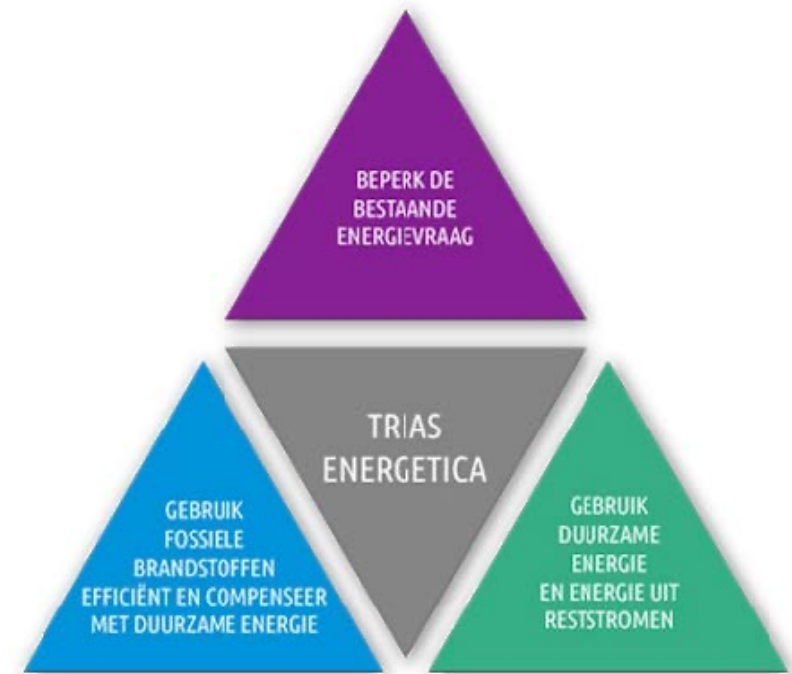 BEPERK DE
BESTAANDE
ENERGIEVRAAG
TRIAS
ENERGETICA
GEBRUIK
FOSSIELE
BRANDSTOFFEN
EFFICIËNT EN COMPENSEER
MET DUURZAME ENERGIE
GEBRUIK
DUURZAME
ENERGIE
EN ENERGIE UIT
RESTSTROMEN